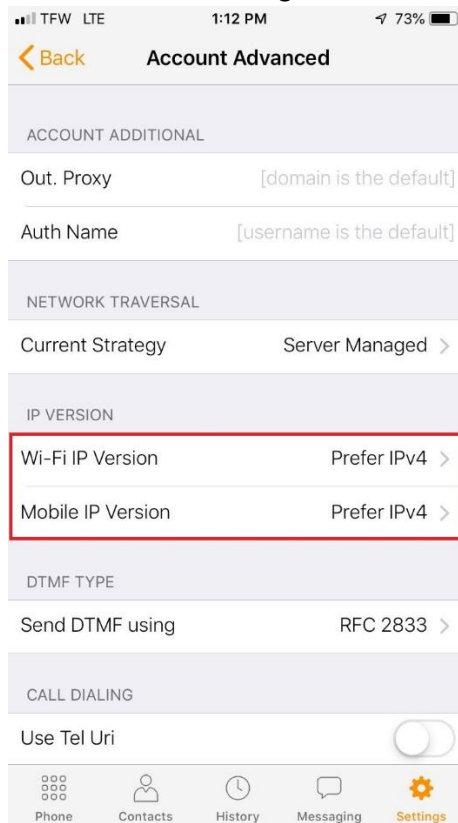 TFW LTE 1:12 PM 73%
Back Account Advanced
ACCOUNT ADDITIONAL
Out. Proxy [domain is the default]
Auth Name [username is the default]
NETWORK TRAVERSAL
Current Strategy Server Managed >
IP VERSION
Wi-Fi IP Version Prefer IPv4 >
Mobile IP Version Prefer IPv4 >
DTMF TYPE
Send DTMF using RFC 2833 >
CALL DIALING
Use Tel Uri
Phone Contacts History Messaging Settings